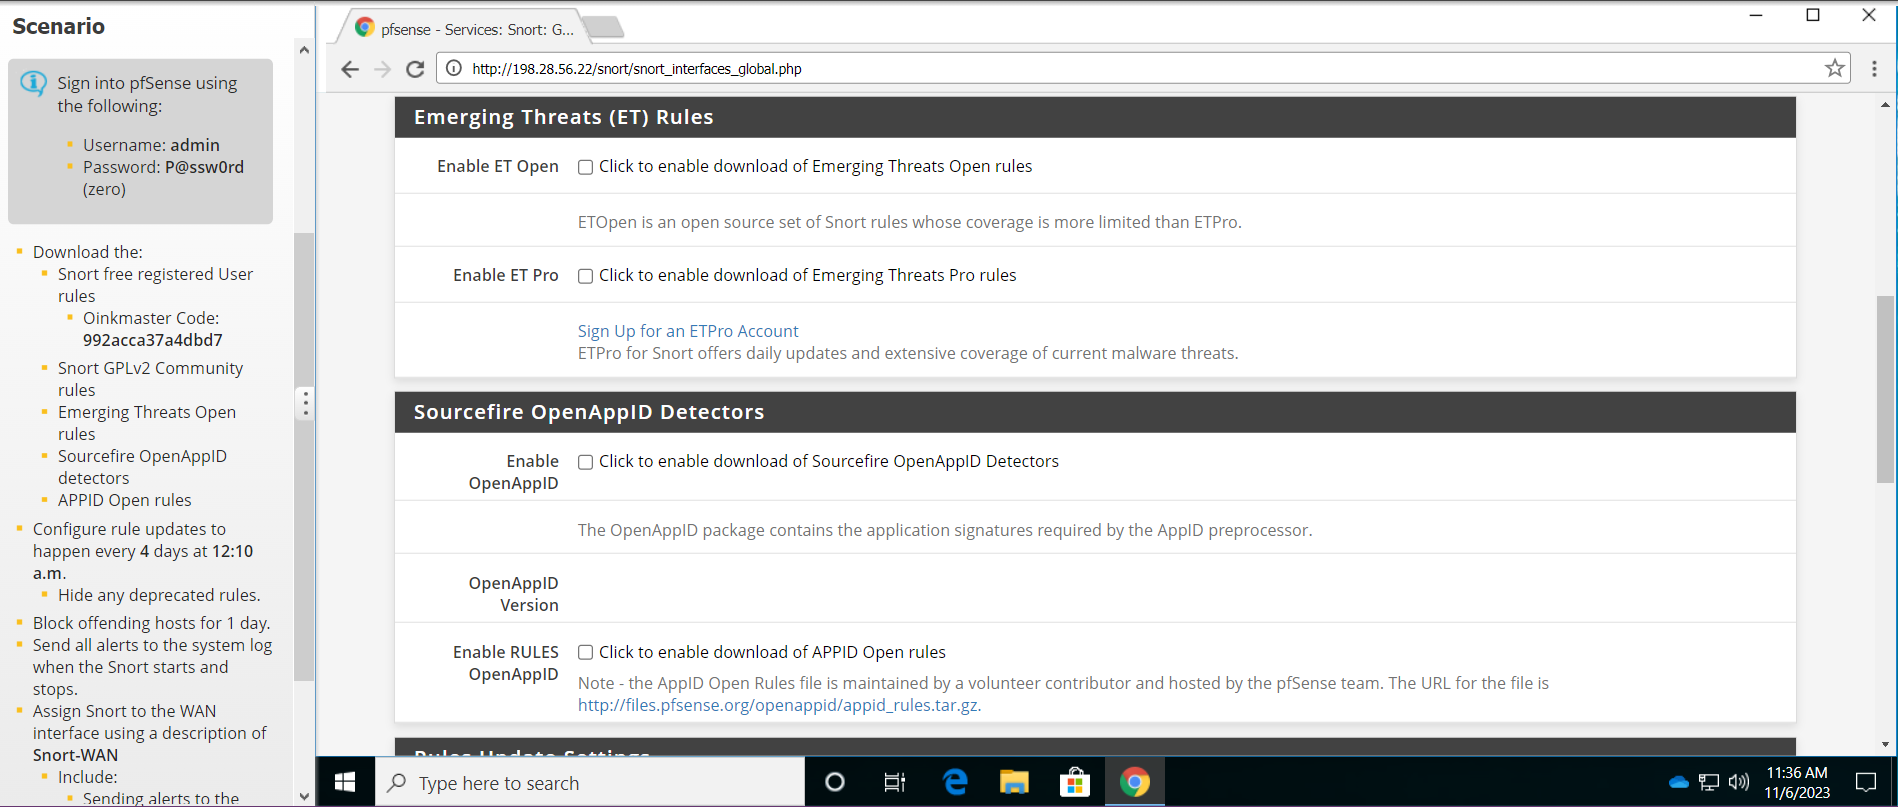 Scenario
Sign into pfSense using
the following:
Username: admin
Password: P@ssw0rd
(zero)
Download the:
Snort free registered User
rules
Oinkmaster Code:
992acca37a4dbd7
Snort GPLv2 Community
rules
Emerging Threats Open
rules
Sourcefire OpenAppID
detectors
APPID Open rules
Configure rule updates to
happen every 4 days at 12:10
a.m.
Hide any deprecated rules.
Block offending hosts for 1 day.
Send all alerts to the system log
when the Snort starts and
stops.
Assign Snort to the WAN
interface using a description of
Snort-WAN
Include:
Sending alerts to the
pfsense - Services: Snort: G...
http://198.28.56.22/snort/snort_interfaces_global.php
Emerging Threats (ET) Rules
Enable ET Open Click to enable download of Emerging Threats Open rules
ETOpen is an open source set of Snort rules whose coverage is more limited than ETPro.
Enable ET Pro Click to enable download of Emerging Threats Pro rules
Sign Up for an ETPro Account
ETPro for Snort offers daily updates and extensive coverage of current malware threats.
Sourcefire OpenAppID Detectors
Enable Click to enable download of Sourcefire OpenAppID Detectors
OpenAppID
The OpenAppID package contains the application signatures required by the AppID preprocessor.
OpenAppID
Version
Enable RULES Click to enable download of APPID Open rules
OpenAppID Note - the AppID Open Rules file is maintained by a volunteer contributor and hosted by the pfSense team. The URL for the file is
http://files.pfsense.org/openappid/appid_rules.tar.gz.
Rules Update Settings
Type here to search
11:36 AM
11/6/2023